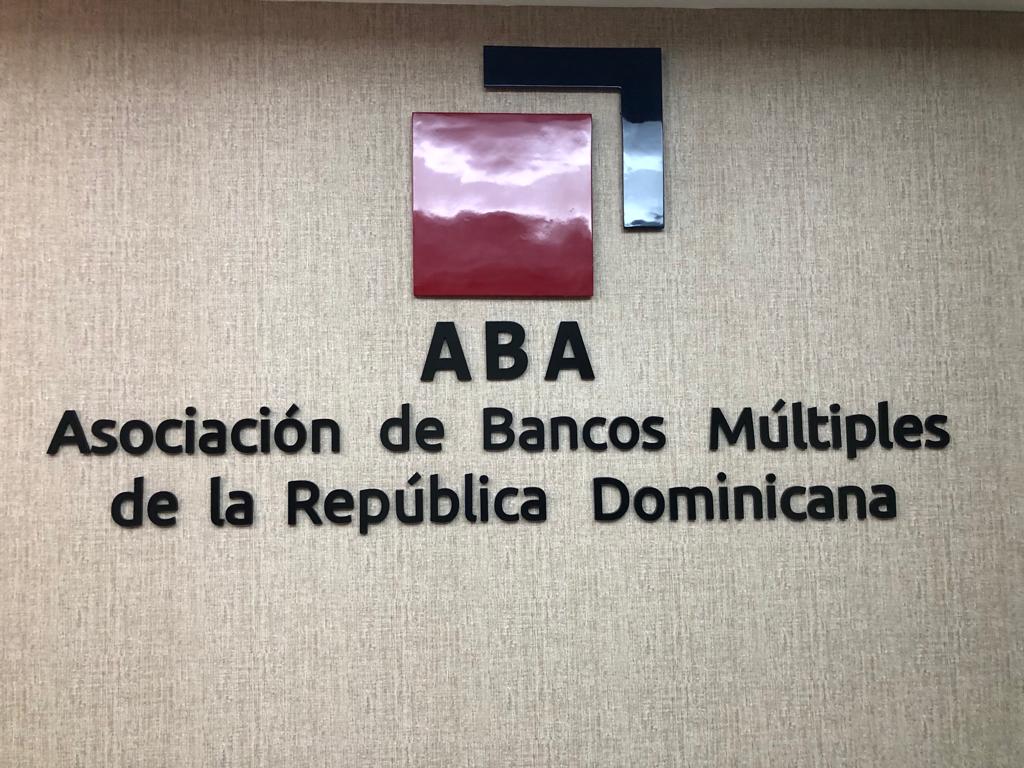 ABA
Asociación de Bancos Múltiples
de la República Dominicana